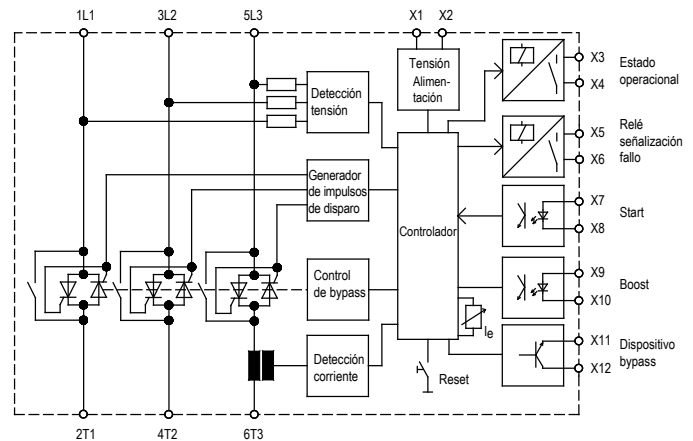 1L1
3L2
5L3
X1
X2
Tensión
Alimen-
tación
X3
Estado
X4
operacional
Detección
tensión
X5
Relé
señalización
X6
fallo
Generador
de impulsos
de disparo
X7
Start
X8
Controlador
Control
de bypass
X9
Boost
X10
Ie
X11
Dispositivo
X12
bypass
Detección
corriente
Reset
2T1
4T2
6T3